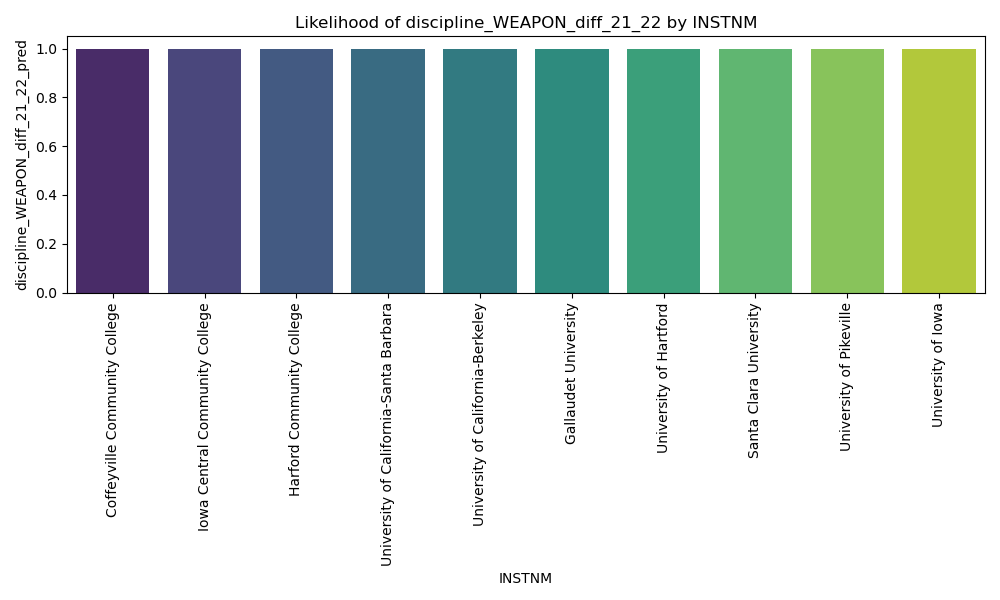 Likelihood of discipline_WEAPON_diff_21_22 by INSTNM
discipline_WEAPON_diff_21_22_pred
1.0
0.8
0.6
0.4
0.2
0.0
Coffeyville Community College
Iowa Central Community College
Harford Community College
University of California-Santa Barbara
University of California-Berkeley
Gallaudet University
University of Hartford
Santa Clara University
University of Pikeville
University of Iowa
INSTNM